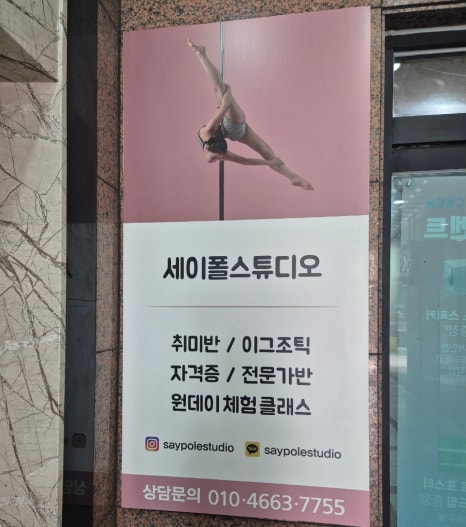 세이폴스튜디오
취미반 / 이그조틱
자격증 / 전문가반
원데이 체험 클래스
saypolestudio saypolestudio
상담문의 010·4663·7755